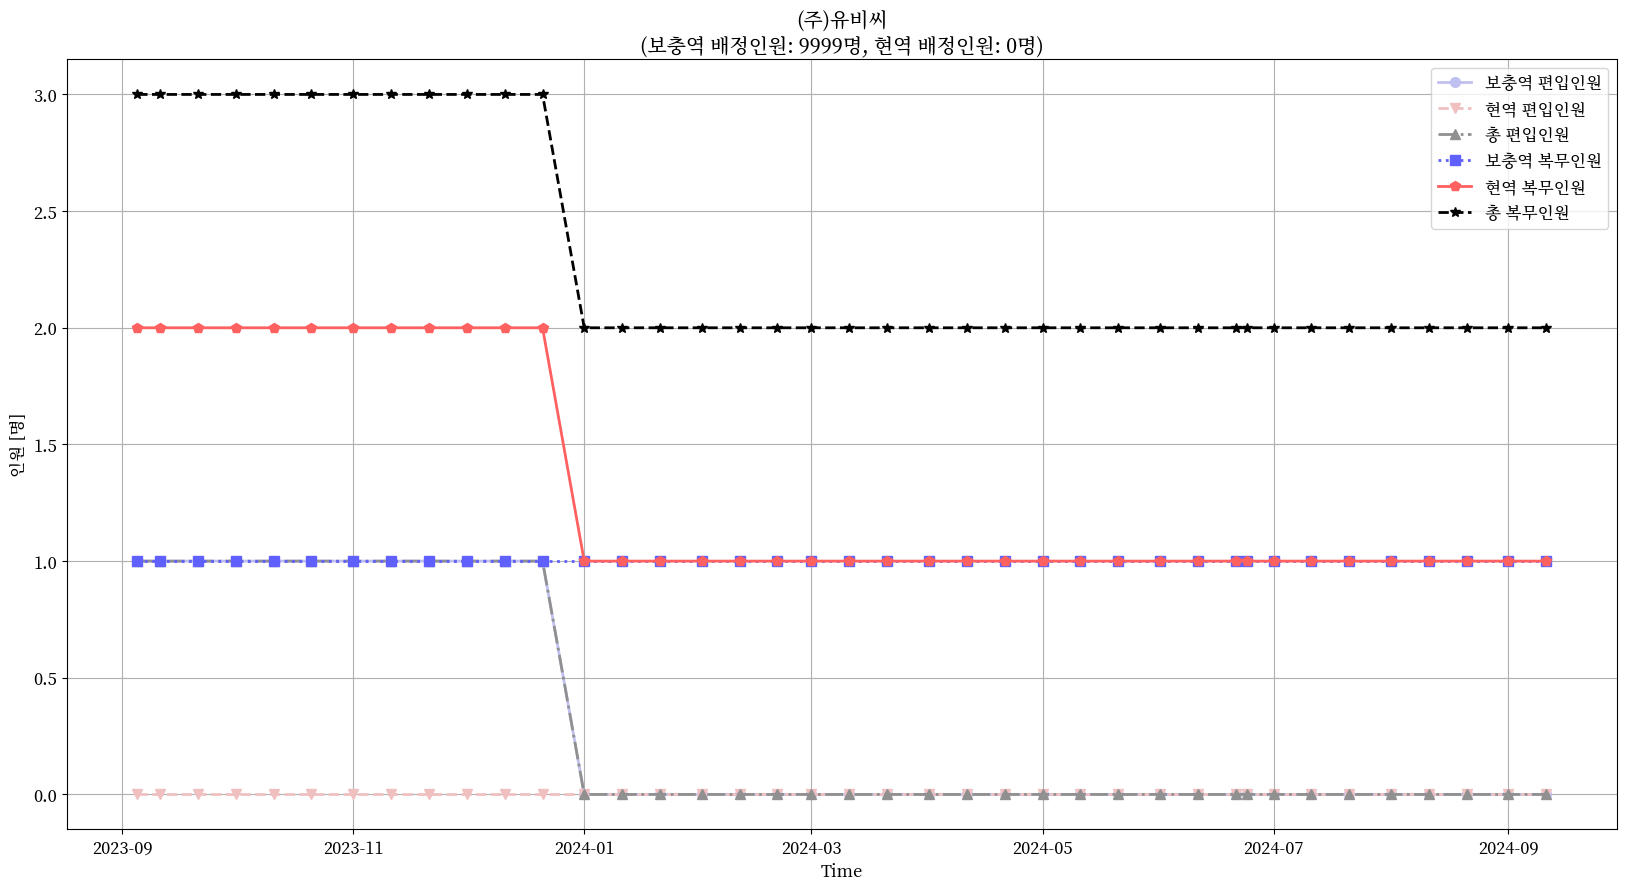 (주)유비씨
(보충역 배정인원: 9999명, 현역 배정인원: 0명)
보충역 편입인원
현역 편입인원
총 편입인원
보충역 복무인원
현역 복무인원
총 복무인원
인원 [명]
3.0
2.5
2.0
1.5
1.0
0.5
0.0
2023-09 2023-11 2024-01 2024-03 2024-05 2024-07 2024-09
Time